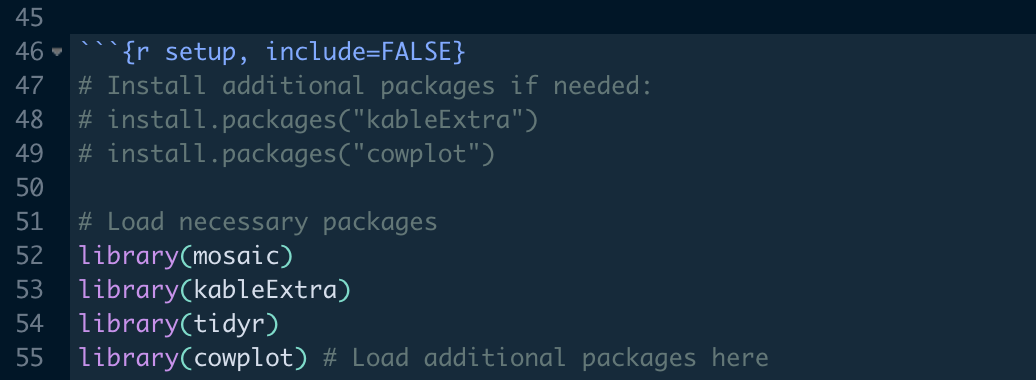 45
46 ```{r setup, include=FALSE}
47 # Install additional packages if needed:
48 # install.packages("kableExtra")
49 # install.packages("cowplot")
50
51 # Load necessary packages
52 library(mosaic)
53 library(kableExtra)
54 library(tidyr)
55 library(cowplot) # Load additional packages here